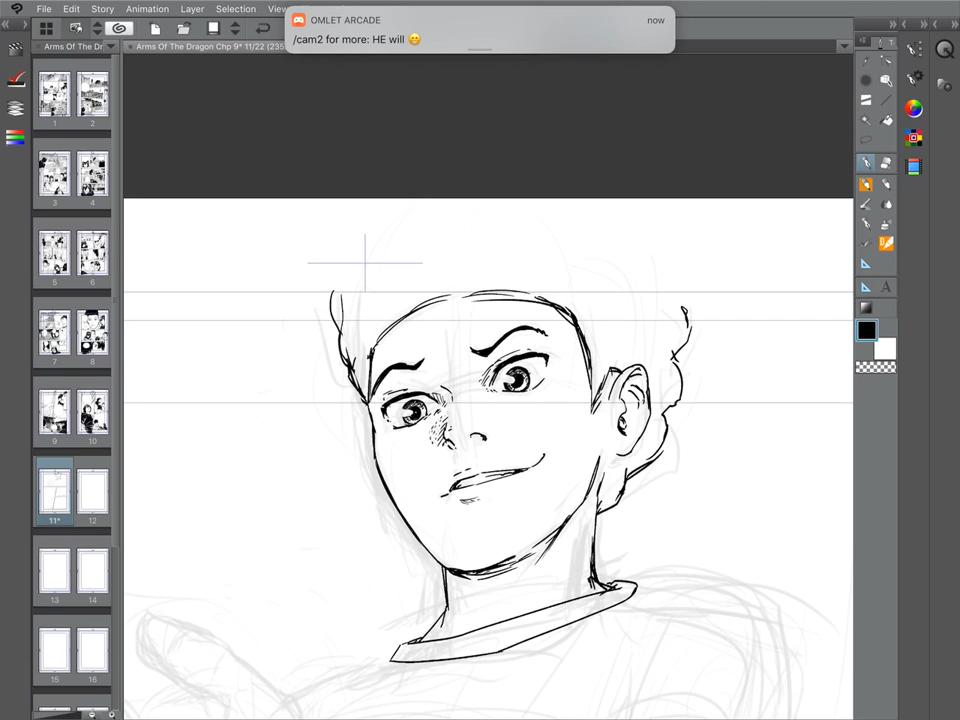 File
Edit
Story
Animation
Layer
Selection
OMLET ARCADE
now
/cam2 for more: HE will 😁
Arms Of The Dr
Arms Of The Dragon Chp 9* 11/22 (235
1
2
3
4
5
6
7
8
9
10
11*
12
13
14
15
16
T
A